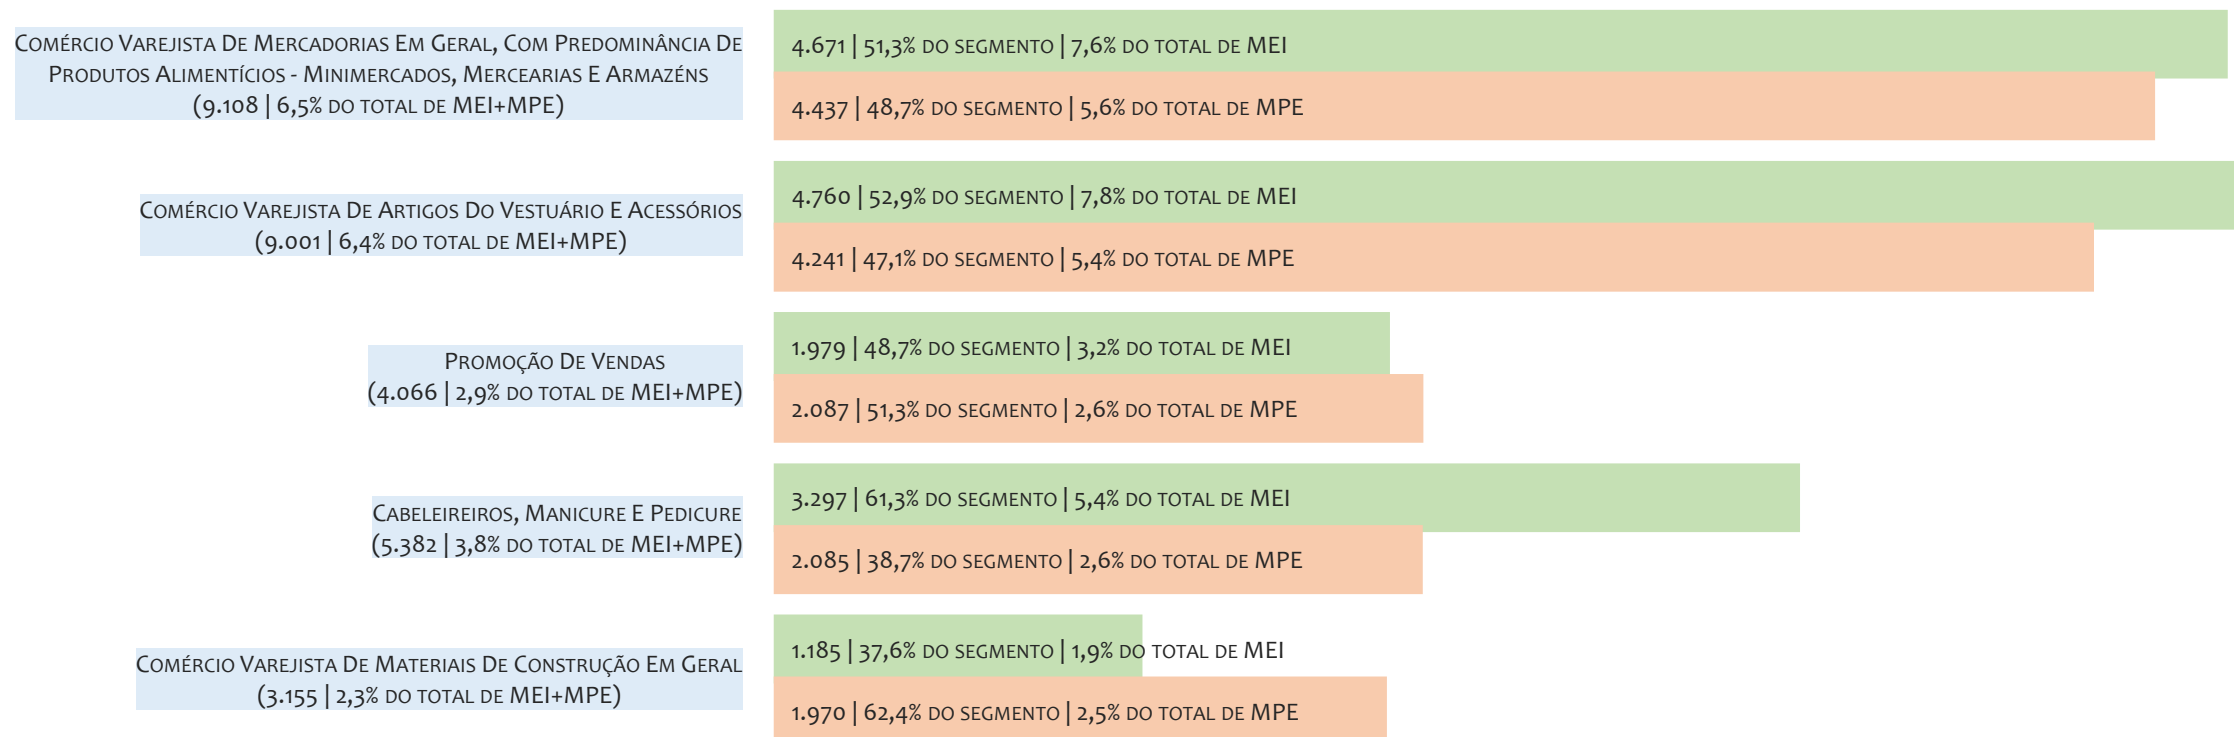 Comércio Varejista De Mercadorias Em Geral, Com Predominância De
Produtos Alimentícios - Minimercados, Mercearias E Armazéns
(9.108 | 6,5% do total de MEI+MPE)
4.671 | 51,3% do segmento | 7,6% do total de MEI
4.437 | 48,7% do segmento | 5,6% do total de MPE
Comércio Varejista De Artigos Do Vestuário E Acessórios
(9.001 | 6,4% do total de MEI+MPE)
4.760 | 52,9% do segmento | 7,8% do total de MEI
4.241 | 47,1% do segmento | 5,4% do total de MPE
Promoção De Vendas
(4.066 | 2,9% do total de MEI+MPE)
1.979 | 48,7% do segmento | 3,2% do total de MEI
2.087 | 51,3% do segmento | 2,6% do total de MPE
Cabeleireiros, Manicure E Pedicure
(5.382 | 3,8% do total de MEI+MPE)
3.297 | 61,3% do segmento | 5,4% do total de MEI
2.085 | 38,7% do segmento | 2,6% do total de MPE
Comércio Varejista De Materiais De Construção Em Geral
(3.155 | 2,3% do total de MEI+MPE)
1.185 | 37,6% do segmento | 1,9% do total de MEI
1.970 | 62,4% do segmento | 2,5% do total de MPE